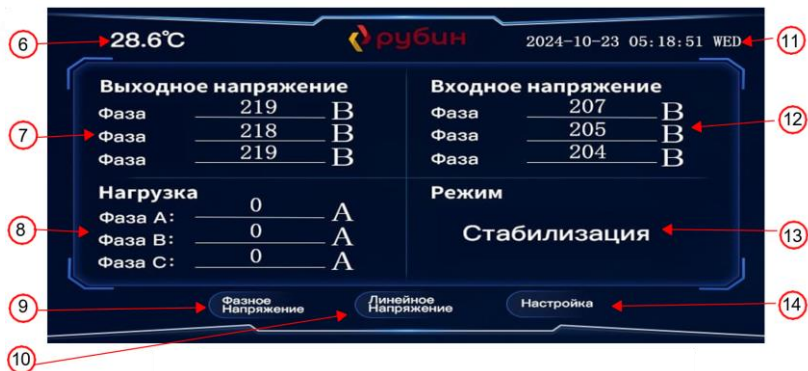 6 28.6℃ рубин 2024-10-23 05:18:51 WED 11
Выходное напряжение
Фаза 219 В
7 Фаза 218 В
Фаза 219 В
Входное напряжение
Фаза 207 В 12
Фаза 205 В
Фаза 204 В
Нагрузка
Фаза А: 0 А
8 Фаза В: 0 А
Фаза С: 0 А
Режим
Стабилизация 13
9 Фазное
Напряжение
10 Линейное
Напряжение
Настройка 14